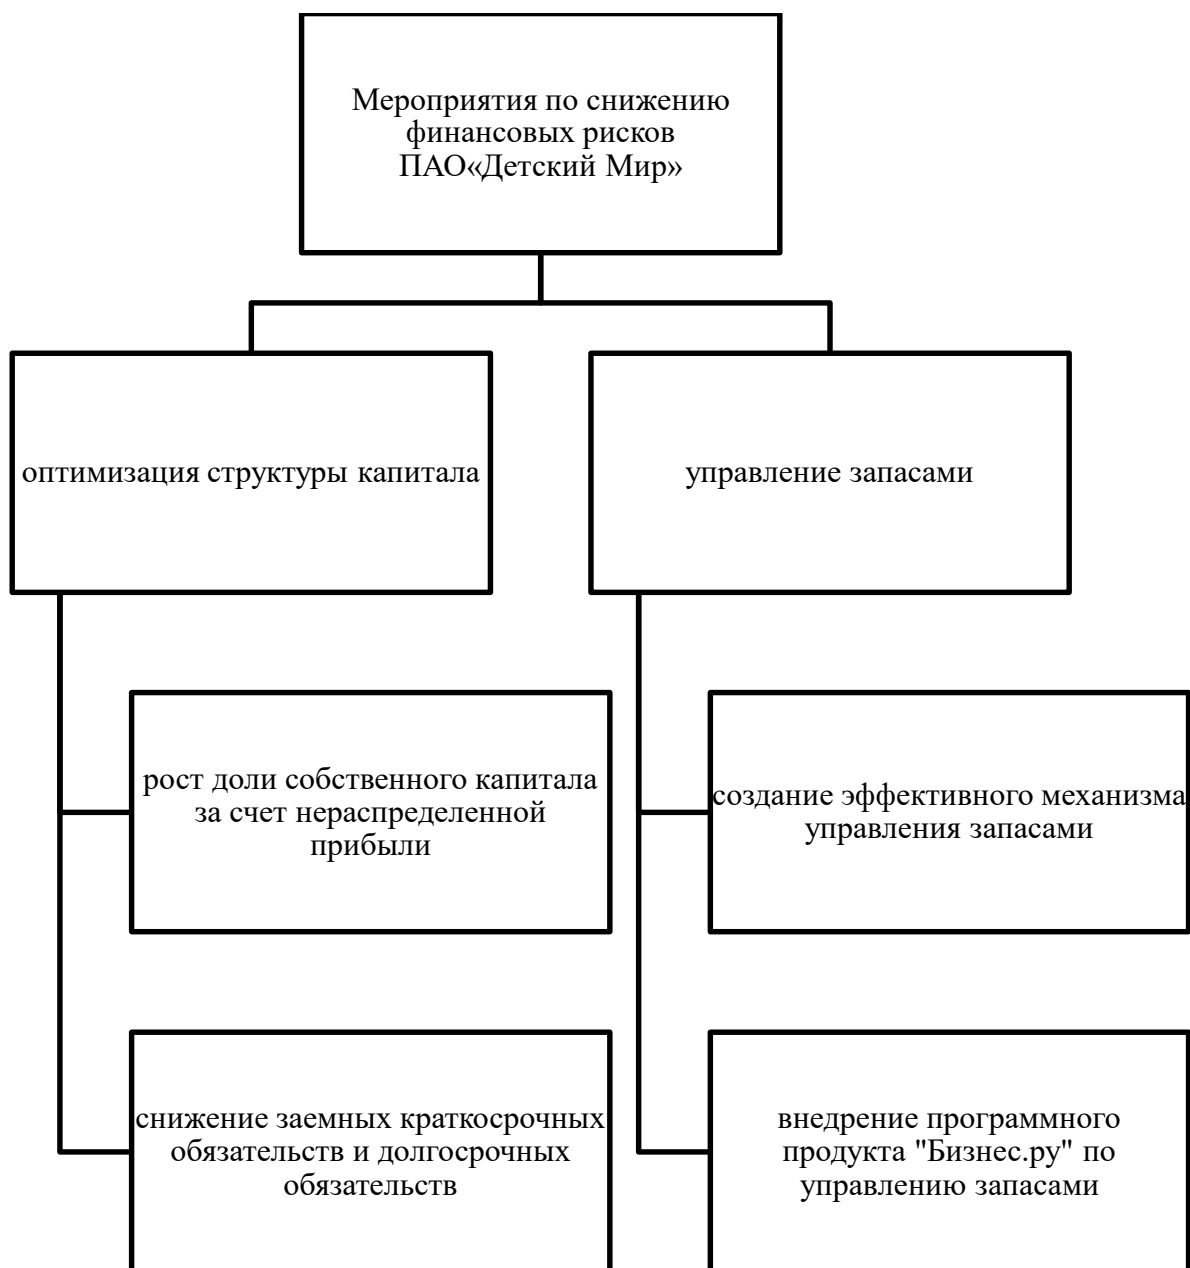 Мероприятия по снижению
финансовых рисков
ПАО«Детский Мир»
оптимизация структуры капитала
управление запасами
рост доли собственного капитала
за счет нераспределенной
прибыли
создание эффективного механизма
управления запасами
снижение заемных краткосрочных
обязательств и долгосрочных
обязательств
внедрение программного
продукта "Бизнес.ру" по
управлению запасами